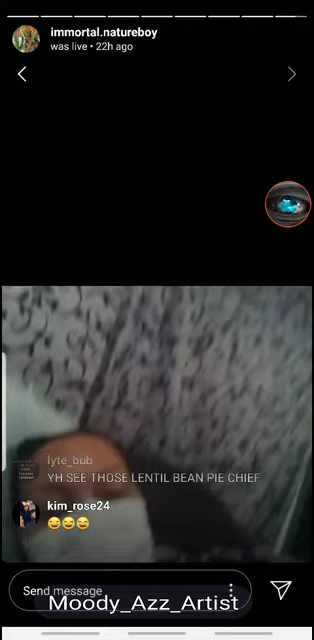 immortal.natureboy
was live • 22h ago
lyte_bub
YH SEE THOSE LENTIL BEAN PIE CHIEF
kim_rose24
😂😂😂
Send message
Moody_Azz_Artist